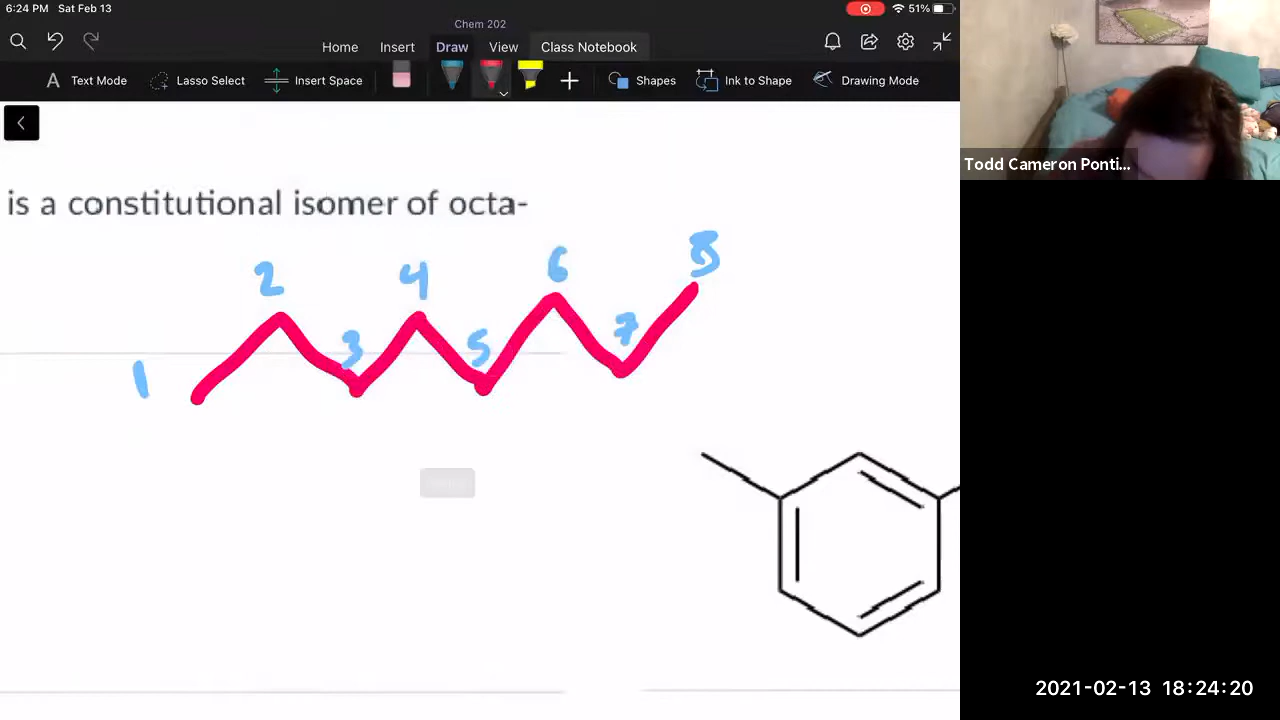 6:24 PM Sat Feb 13
51%
Chem 202
Home Insert Draw View Class Notebook
Text Mode Lasso Select Insert Space Shapes Ink to Shape Drawing Mode
Todd Cameron Ponti...
is a constitutional isomer of octa-
1 2 3 4 5 6 7 8
2021-02-13 18:24:20